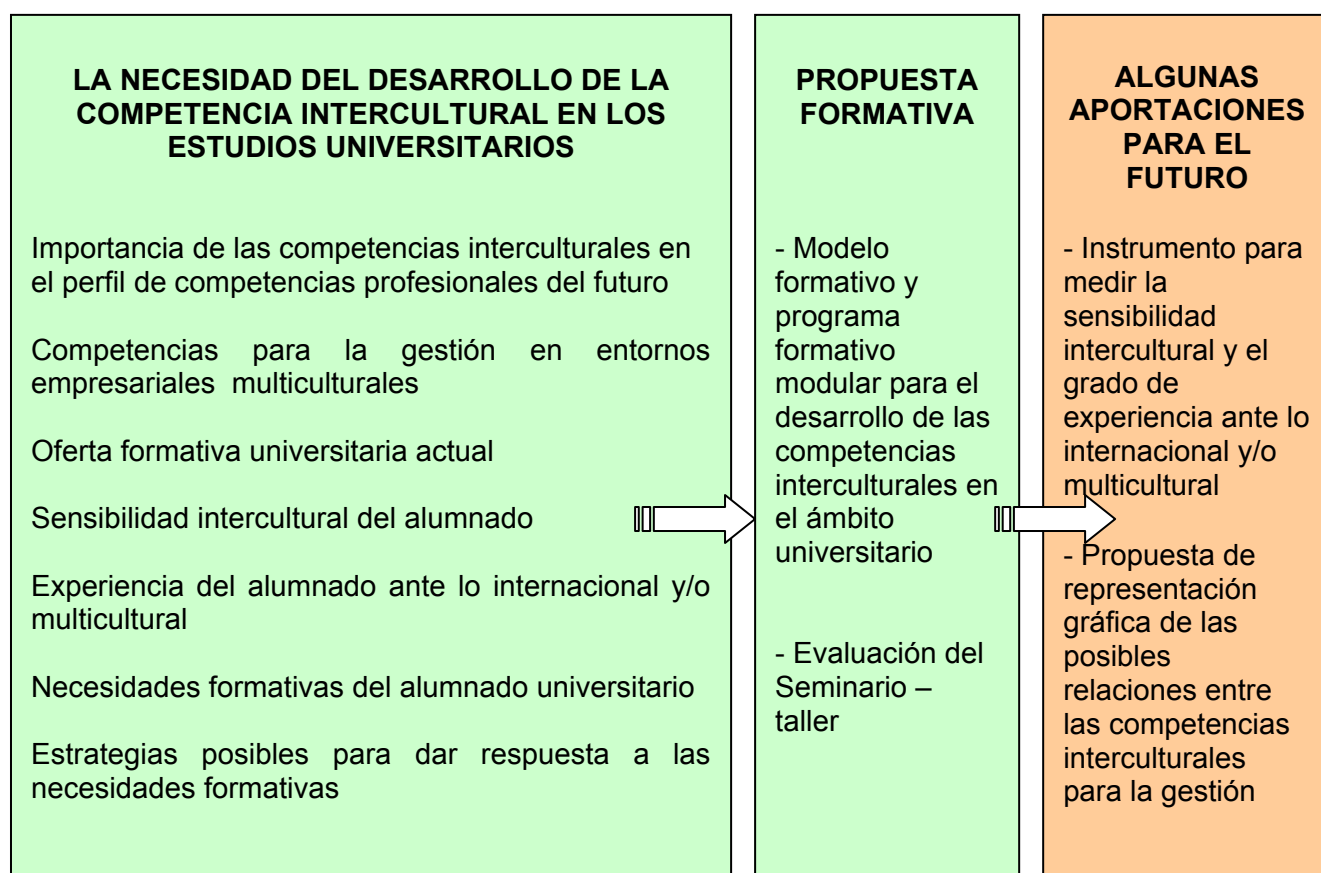 LA NECESIDAD DEL DESARROLLO DE LA
COMPETENCIA INTERCULTURAL EN LOS
ESTUDIOS UNIVERSITARIOS
Importancia de las competencias interculturales en
el perfil de competencias profesionales del futuro
Competencias para la gestión en entornos
empresariales multiculturales
Oferta formativa universitaria actual
Sensibilidad intercultural del alumnado
Experiencia del alumnado ante lo internacional y/o
multicultural
Necesidades formativas del alumnado universitario
Estrategias posibles para dar respuesta a las
necesidades formativas
PROPUESTA
FORMATIVA
- Modelo
formativo y
programa
formativo
modular para el
desarrollo de las
competencias
interculturales en
el ámbito
universitario
- Evaluación del
Seminario –
taller
ALGUNAS
APORTACIONES
PARA EL
FUTURO
- Instrumento para
medir la
sensibilidad
intercultural y el
grado de
experiencia ante lo
internacional y/o
multicultural
- Propuesta de
representación
gráfica de las
posibles
relaciones entre
las competencias
interculturales
para la gestión